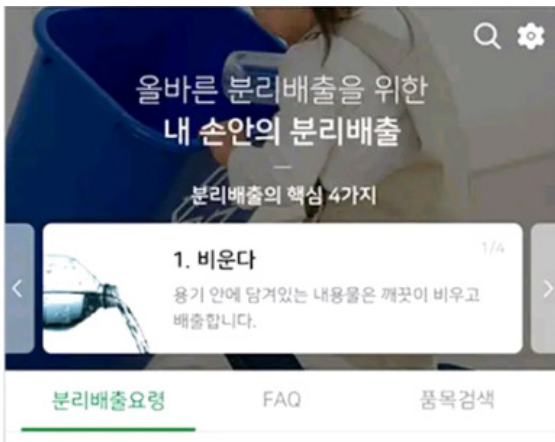 올바른 분리배출을 위한
내 손안의 분리배출
분리배출의 핵심 4가지
1. 비운다
1/4
용기 안에 담겨있는 내용물은 깨끗이 비우고
배출합니다.
분리배출요령
FAQ
품목검색